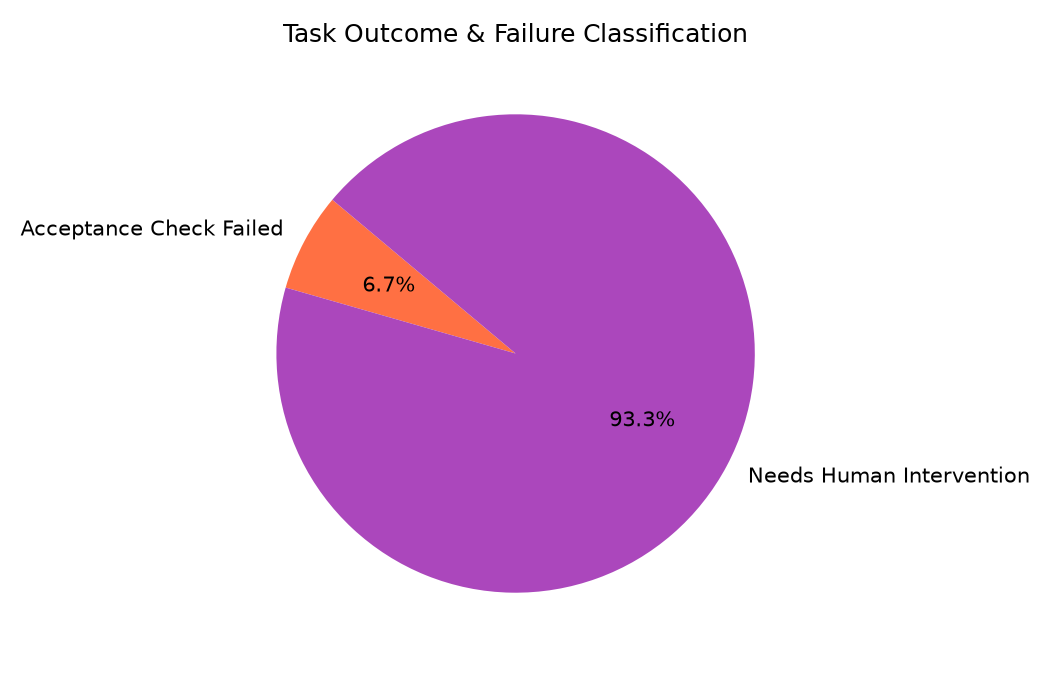 Task Outcome & Failure Classification
Acceptance Check Failed
6.7%
93.3%
Needs Human Intervention